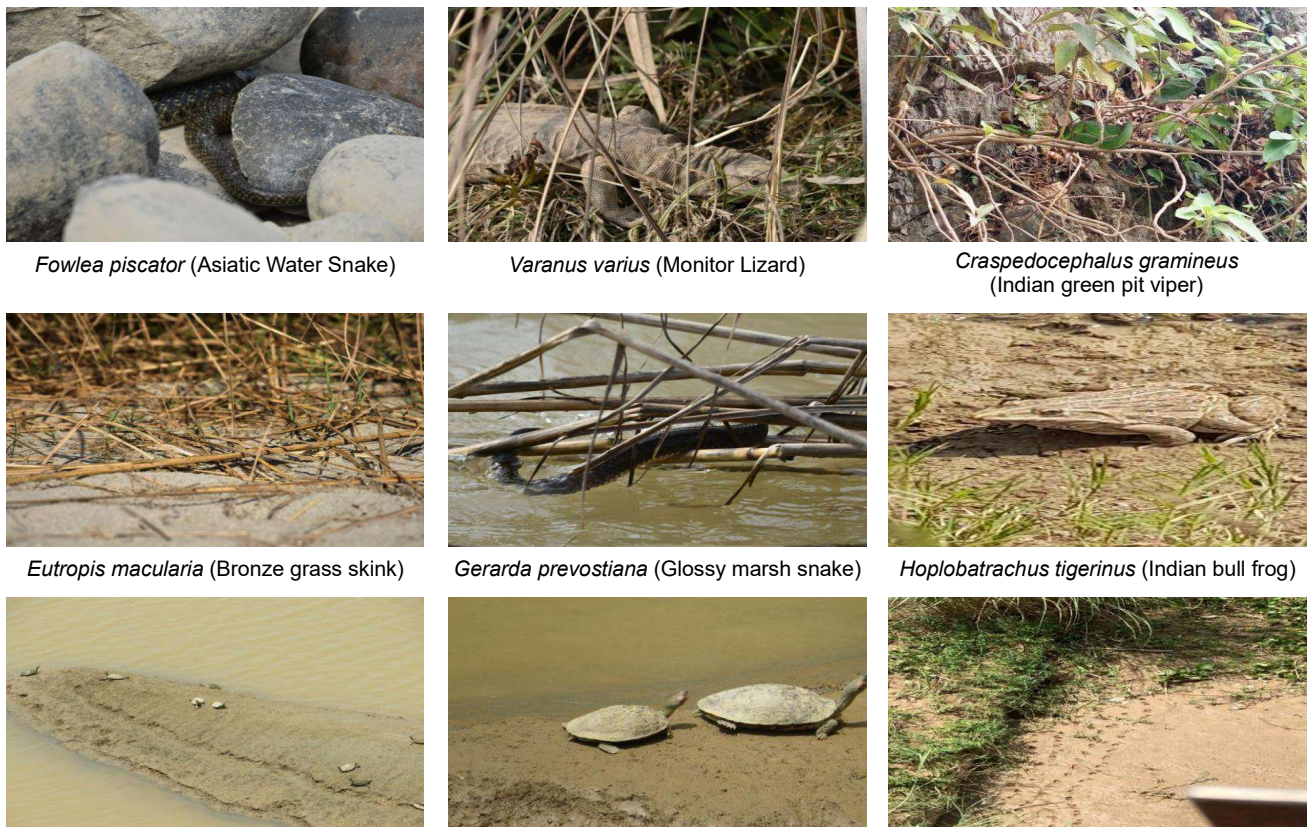 Fowlea piscator (Asiatic Water Snake)
Varanus varius (Monitor Lizard)
Craspedocephalus gramineus
(Indian green pit viper)
Eutropis macularia (Bronze grass skink)
Gerarda prevostiana (Glossy marsh snake)
Hoplobatrachus tigerinus (Indian bull frog)